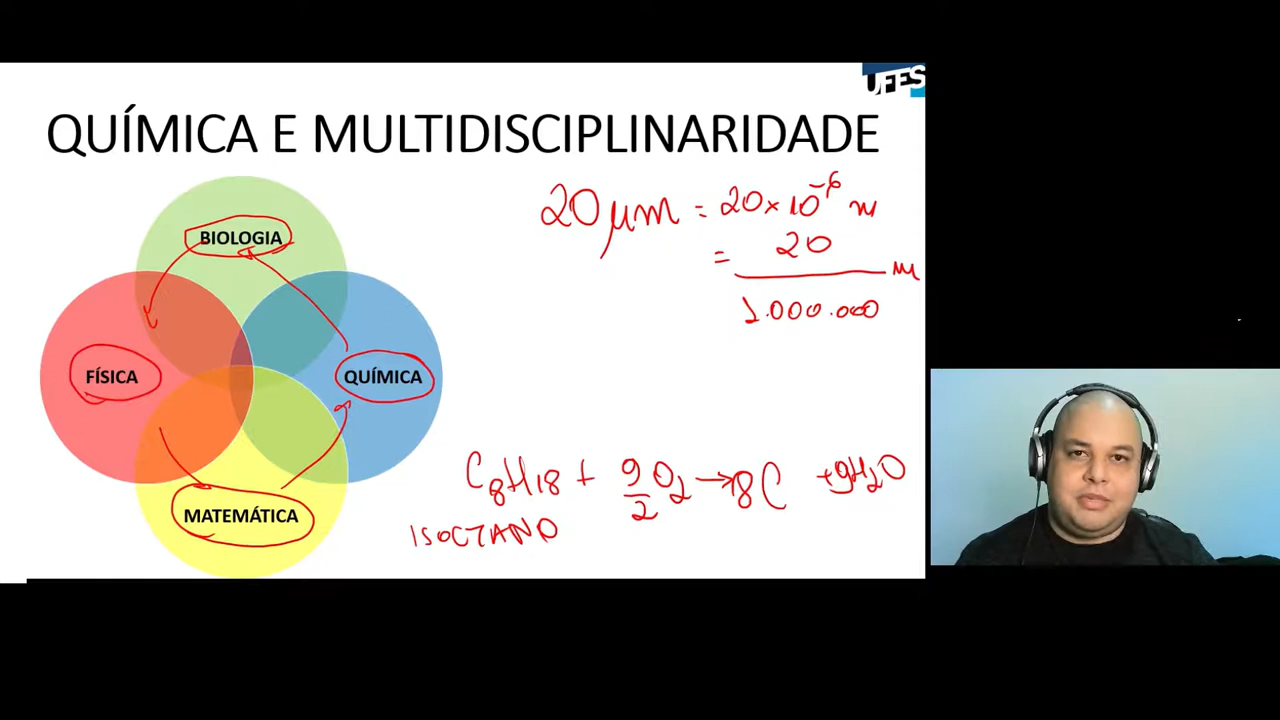 UFES
QUÍMICA E MULTIDISCIPLINARIDADE
20 μm = 20 × 10⁻⁶ m
= 20 / 1.000.000 m
BIOLOGIA
FÍSICA
QUÍMICA
MATEMÁTICA
C₈H₁₈ + 9/2 O₂ → 8C + 9H₂O
ISOCTANO